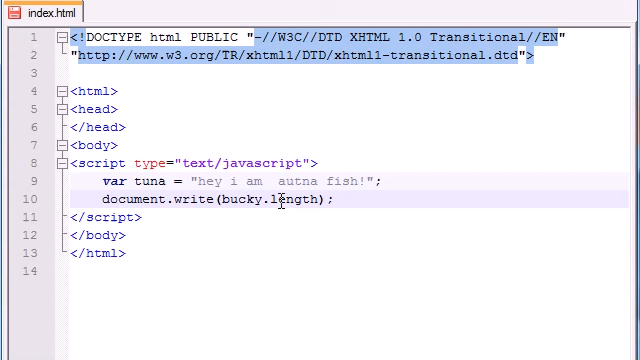 index.html
1 <!DOCTYPE html PUBLIC "-//W3C//DTD XHTML 1.0 Transitional//EN"
2 "http://www.w3.org/TR/xhtml1/DTD/xhtml1-transitional.dtd">
3
4 <html>
5 <head>
6 </head>
7 <body>
8 <script type="text/javascript">
9 var tuna = "hey i am  autna fish!";
10 document.write(bucky.length);
11 </script>
12 </body>
13 </html>
14